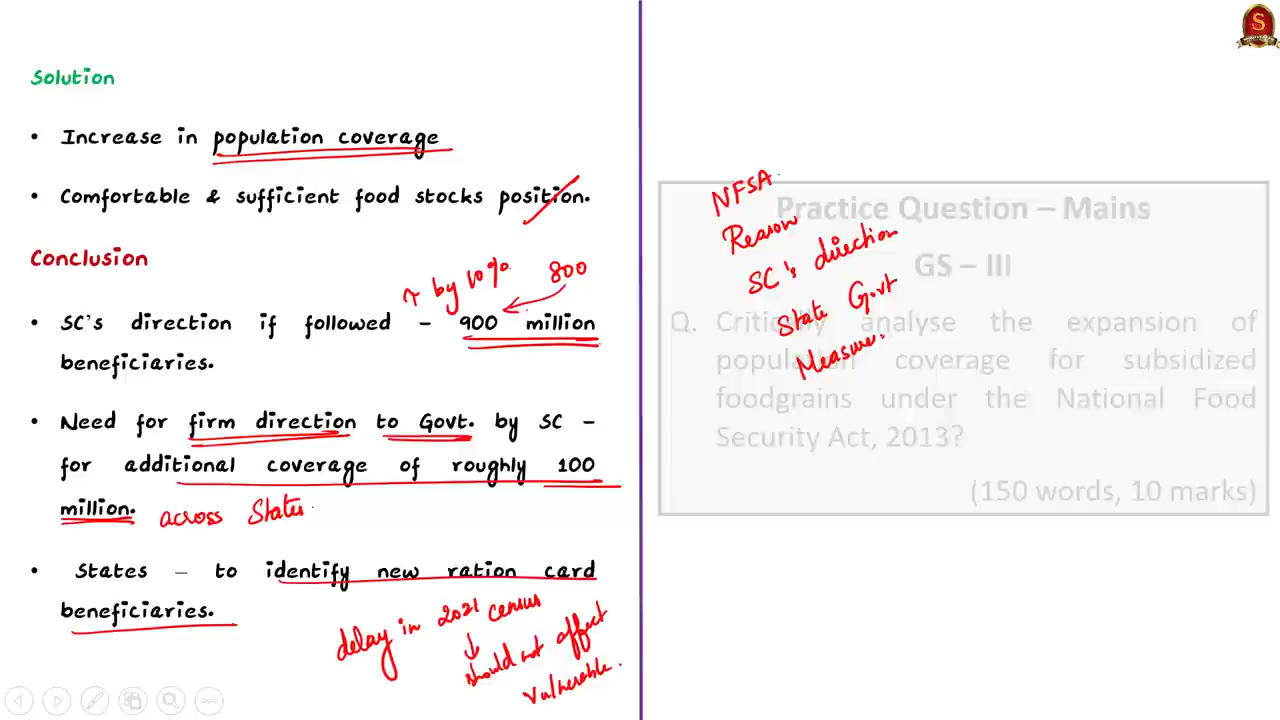 Solution
• Increase in population coverage
• Comfortable & sufficient food stocks position.
Conclusion
↑ by 10% 800
• SC's direction if followed – 900 million
beneficiaries.
• Need for firm direction to Govt. by SC –
for additional coverage of roughly 100
million. across States
• States – to identify new ration card
beneficiaries.
delay in 2021 census
↓
should not affect
vulnerable.
S
NFSA
Reason
SC's direction
State Govt
Measure.
Practice Question – Mains
GS – III
Q. Critically analyse the expansion of
population coverage for subsidized
foodgrains under the National Food
Security Act, 2013?
(150 words, 10 marks)